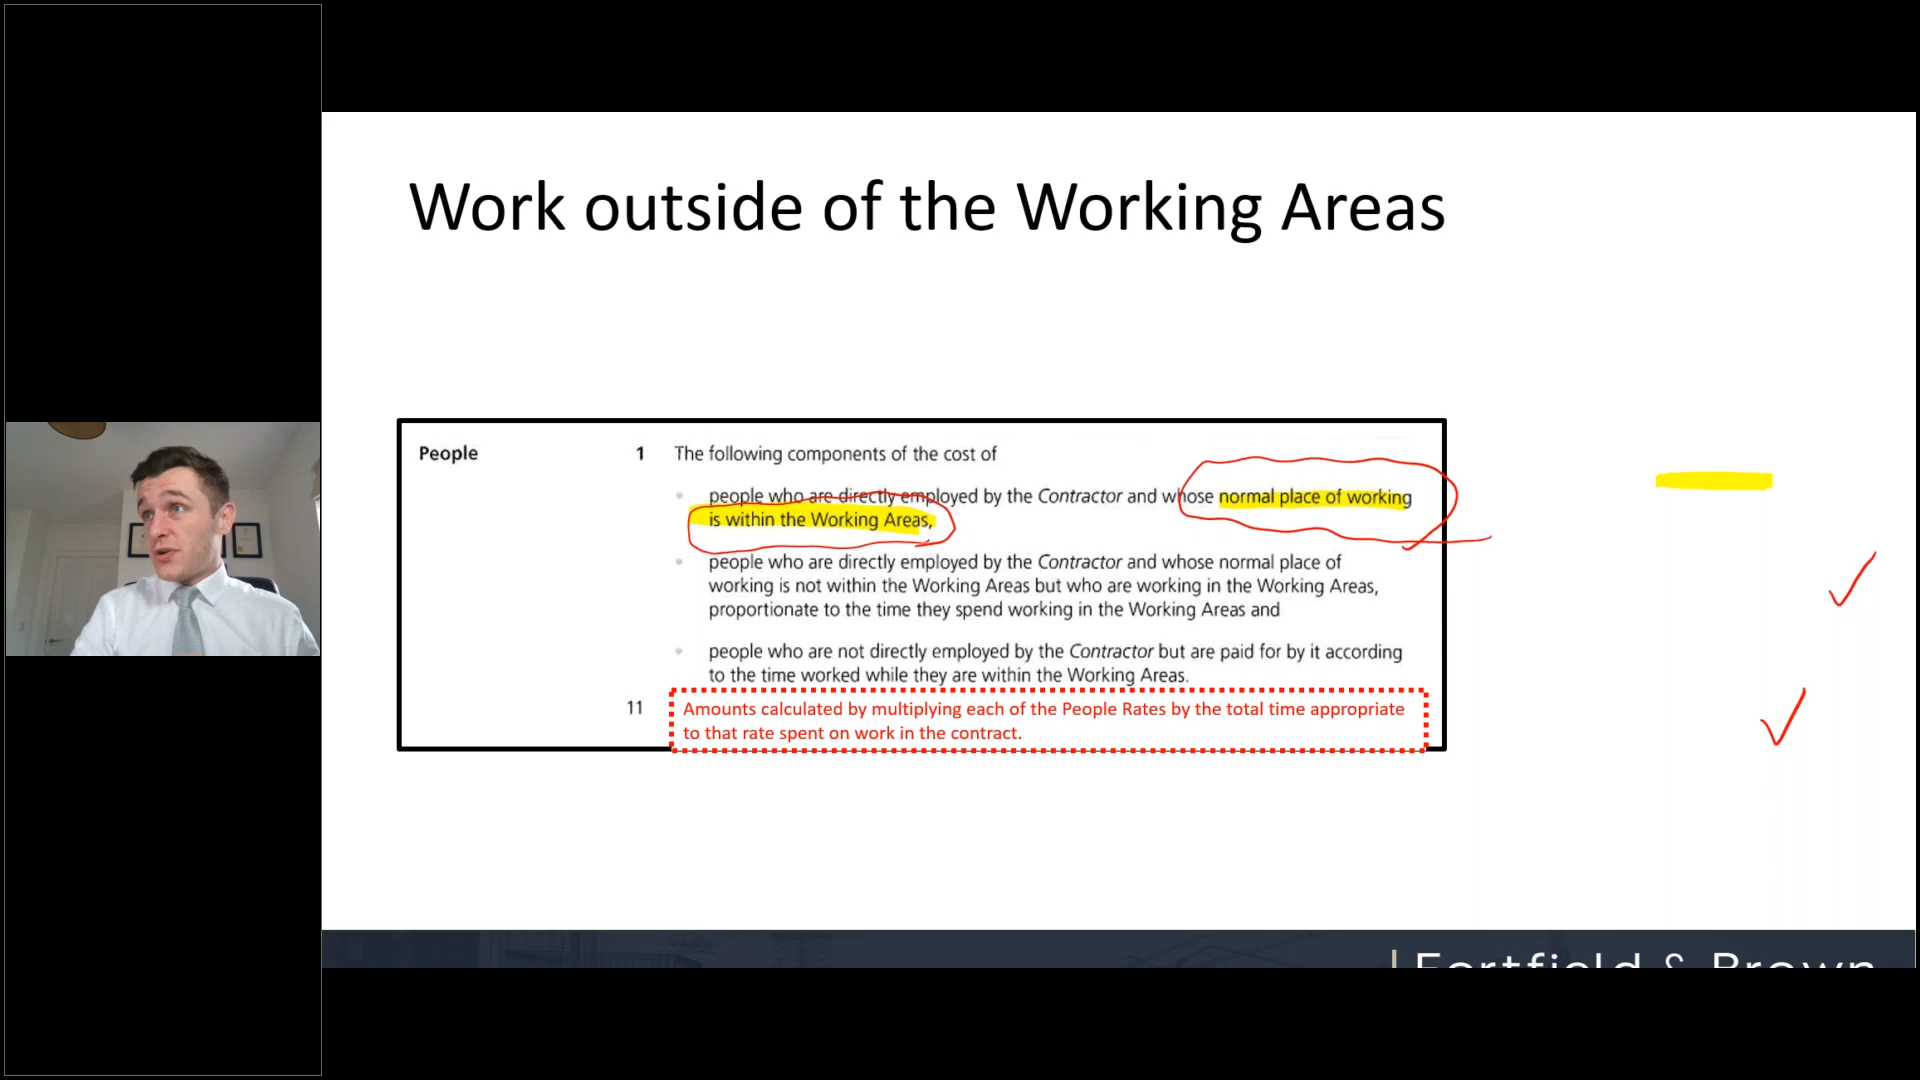 Work outside of the Working Areas
People 1 The following components of the cost of
people who are directly employed by the Contractor and whose normal place of working
is within the Working Areas,
people who are directly employed by the Contractor and whose normal place of
working is not within the Working Areas but who are working in the Working Areas,
proportionate to the time they spend working in the Working Areas and
people who are not directly employed by the Contractor but are paid for by it according
to the time worked while they are within the Working Areas.
11 Amounts calculated by multiplying each of the People Rates by the total time appropriate
to that rate spent on work in the contract.
Fortfield & Brown